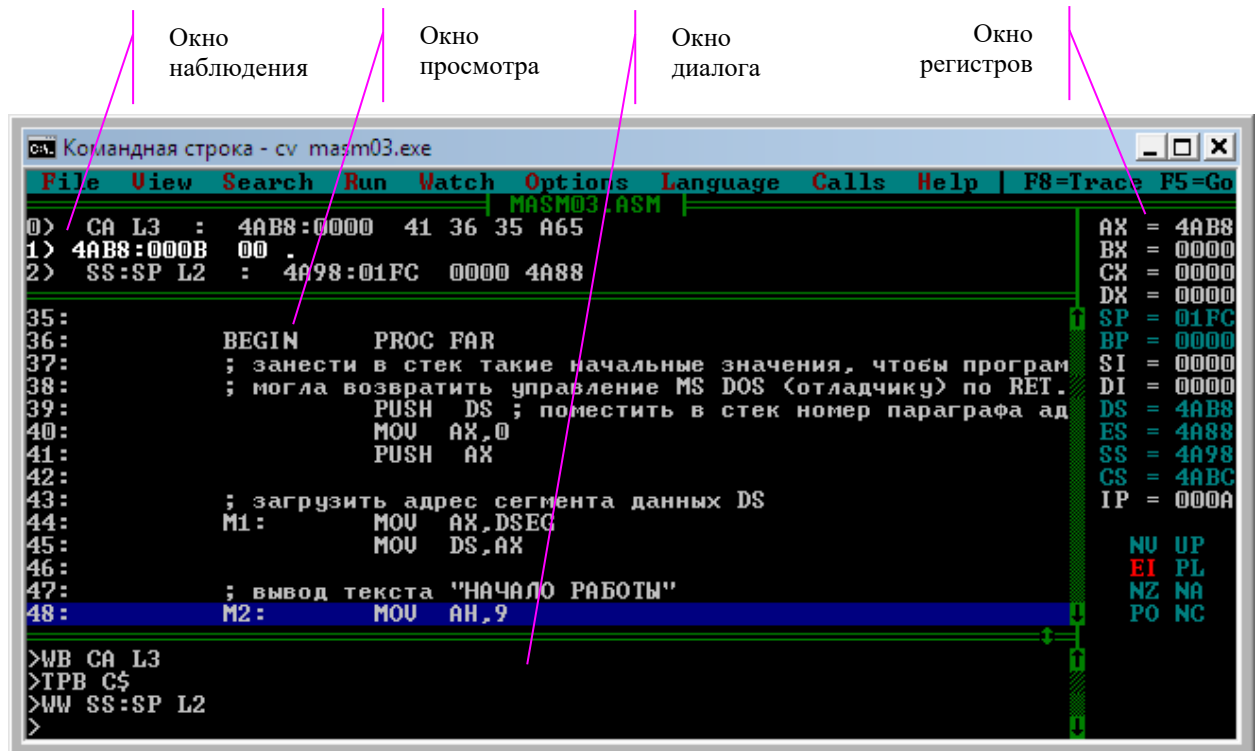 Окно наблюдения
Окно просмотра
Окно диалога
Окно регистров
Командная строка - cv masm03.exe
File View Search Run Watch Options Language Calls Help | F8=Trace F5=Go
MASM03.ASM
0) CA L3 : 4AB8:0000 41 36 35 A65
1) 4AB8:000B 00 .
2) SS:SP L2 : 4A98:01FC 0000 4A88
35:
36: BEGIN PROC FAR
37: ; занести в стек такие начальные значения, чтобы програм
38: ; могла возвратить управление MS DOS (отладчику) по RET.
39: PUSH DS ; поместить в стек номер параграфа ад
40: MOV AX,0
41: PUSH AX
42:
43: ; загрузить адрес сегмента данных DS
44: M1: MOV AX,DSEG
45: MOV DS,AX
46:
47: ; вывод текста "НАЧАЛО РАБОТЫ"
48: M2: MOV AH,9
AX = 4AB8
BX = 0000
CX = 0000
DX = 0000
SP = 01FC
BP = 0000
SI = 0000
DI = 0000
DS = 4AB8
ES = 4A88
SS = 4A98
CS = 4ABC
IP = 000A
NV UP
EI PL
NZ NA
PO NC
>WB CA L3
>TPB C$
>WW SS:SP L2
>